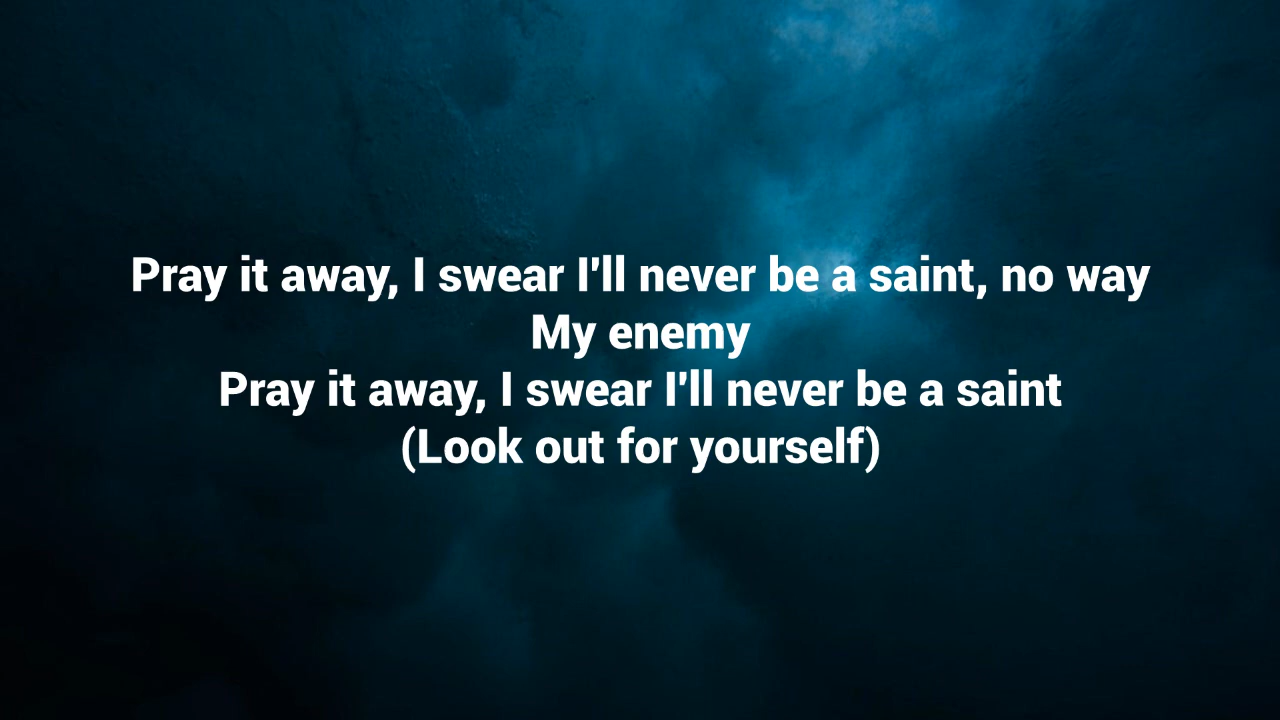 Pray it away, I swear I'll never be a saint, no way
My enemy
Pray it away, I swear I'll never be a saint
(Look out for yourself)